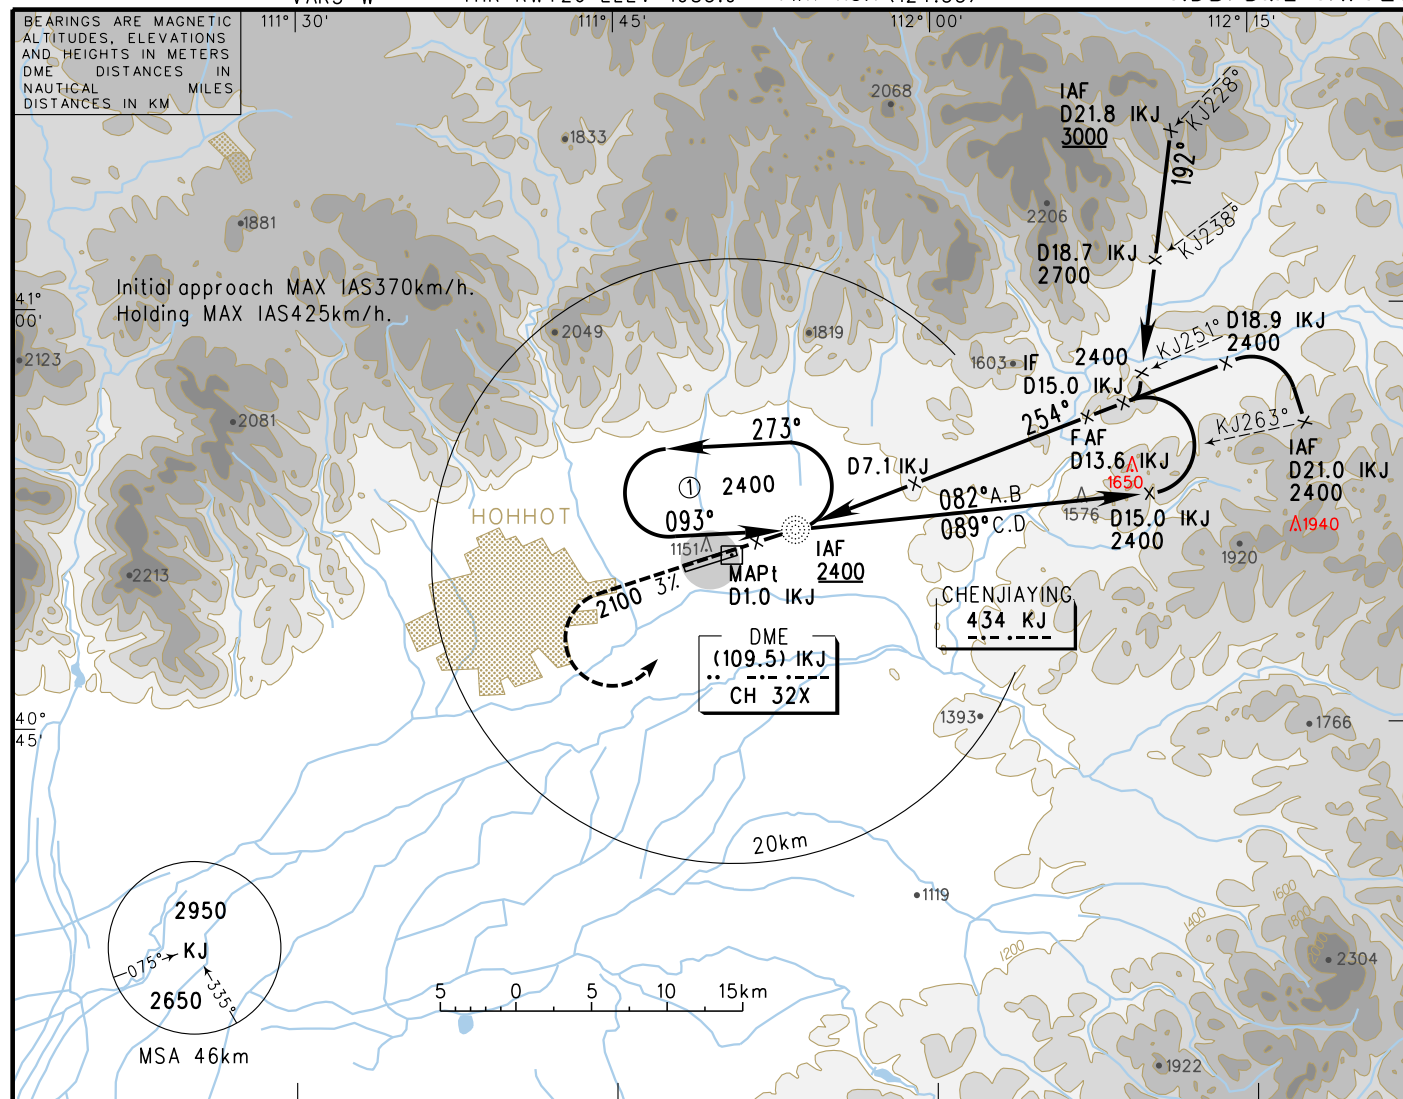 111° 30'
111° 45'
112° 00'
112° 15'
BEARINGS ARE MAGNETIC
ALTITUDES, ELEVATIONS
AND HEIGHTS IN METERS
DME DISTANCES IN
NAUTICAL MILES
DISTANCES IN KM
IAF
D21.8 IKJ
3000
KJ228°
192°
2068
1833
2206
1881
KJ238°
D18.7 IKJ
2700
Initial approach MAX IAS370km/h.
Holding MAX IAS425km/h.
41°
00'
2049
1819
2123
1603
IF
D15.0 IKJ
2400
KJ251°
D18.9 IKJ
2400
2081
273°
254°
KJ263°
FAF
D13.6 IKJ
1650
IAF
D21.0 IKJ
2400
D7.1 IKJ
1 2400
082° A.B
089° C.D
1576
D15.0 IKJ
2400
1940
HOHHOT
093°
1151
IAF
2400
1920
2213
MAPt
D1.0 IKJ
2100 3%
CHENJIAYING
434 KJ
DME
(109.5) IKJ
CH 32X
40°
45'
1393
1766
20km
1119
2950
KJ
075°
335°
2650
MSA 46km
5 0 5 10 15km
1600
1800
1400
1200
2304
1922